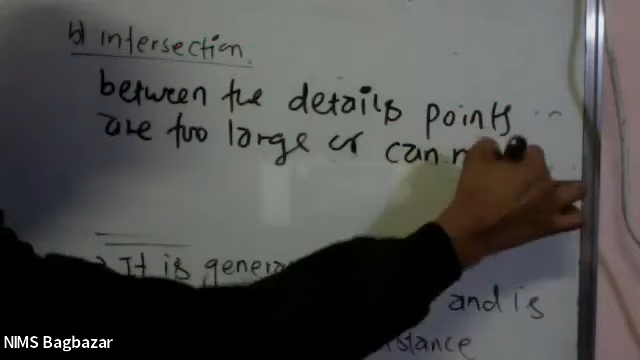 b) intersection.
between the details points
are too large or can
It is genera
and is
stance
NIMS Bagbazar